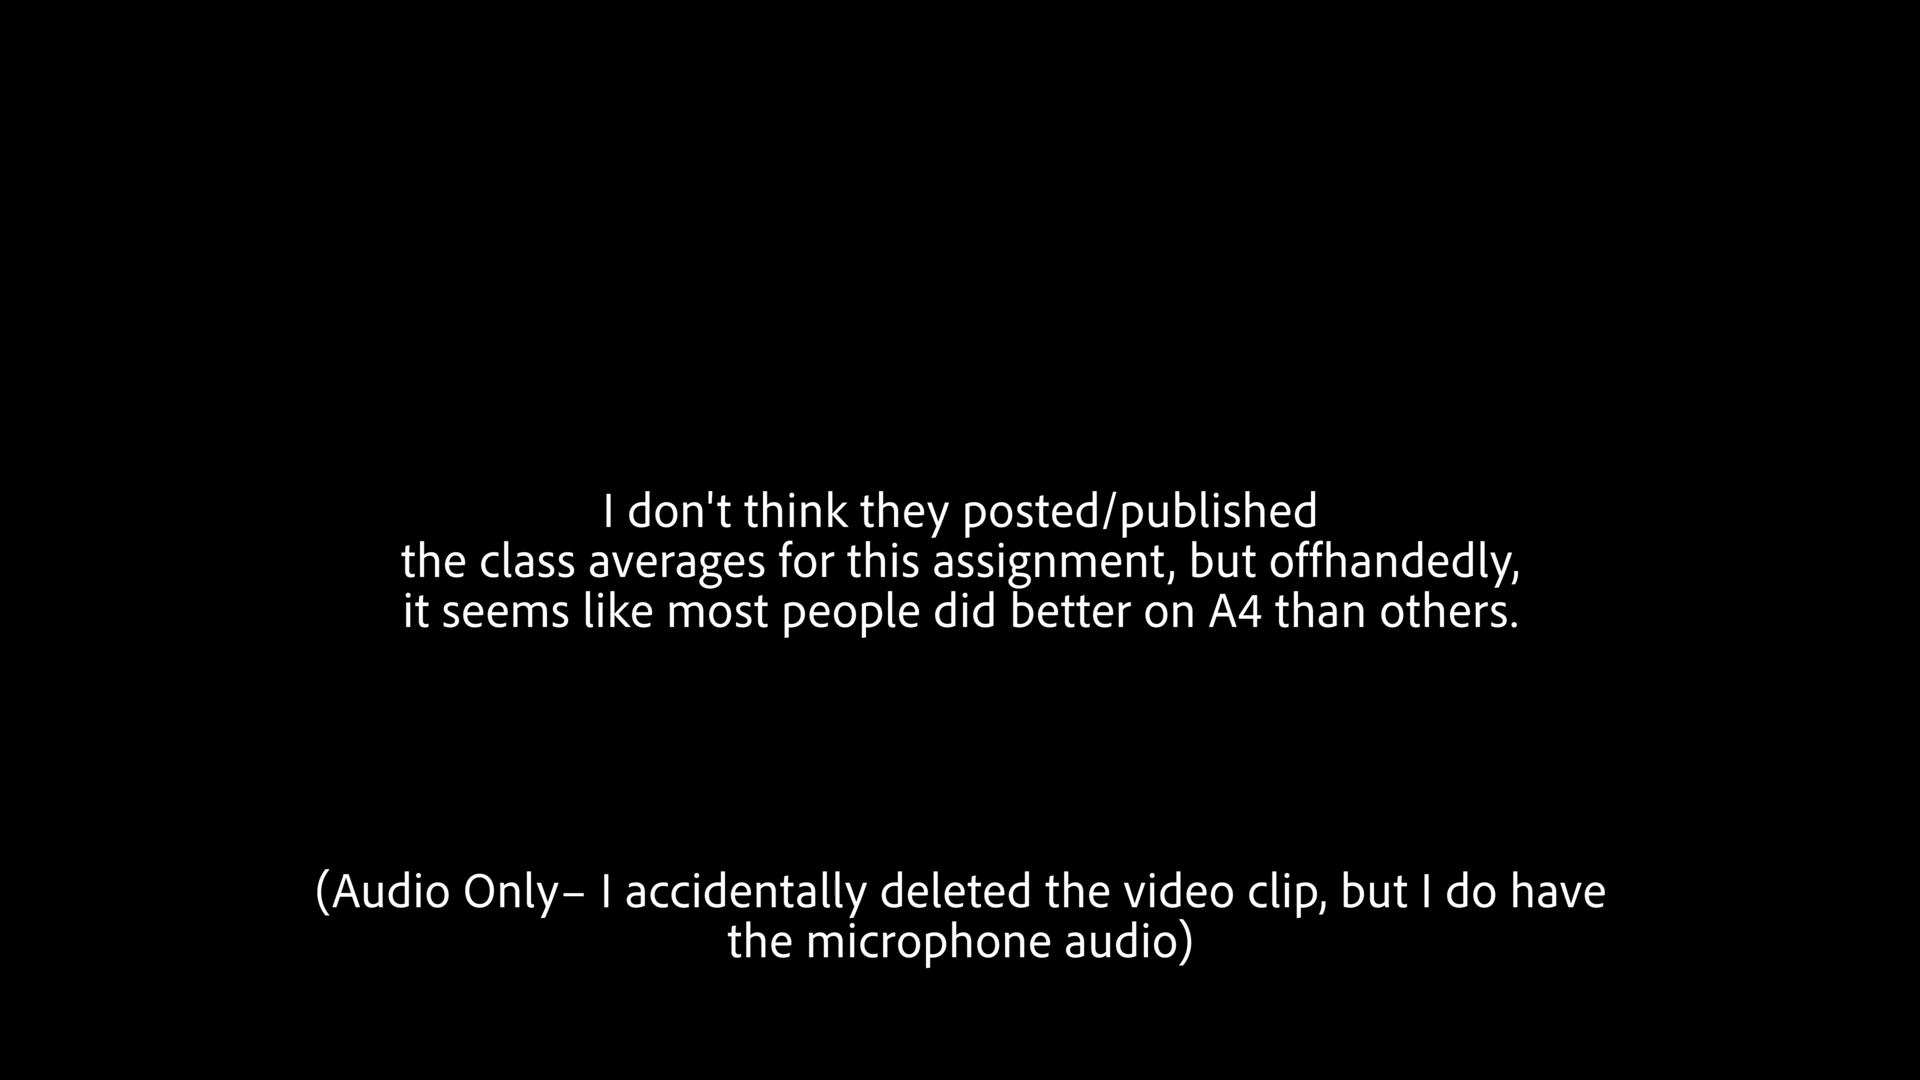 I don't think they posted/published
the class averages for this assignment, but offhandedly,
it seems like most people did better on A4 than others.
(Audio Only– I accidentally deleted the video clip, but I do have
the microphone audio)